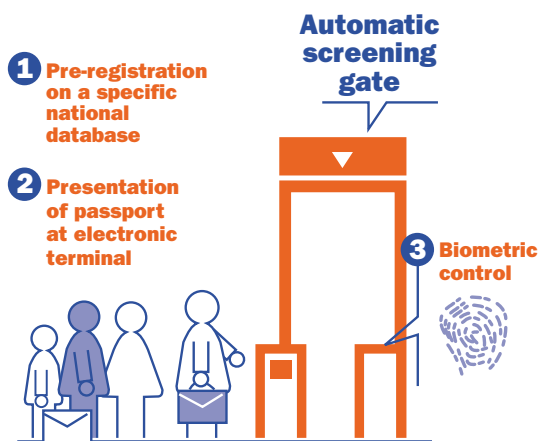 Automatic
screening
gate
1 Pre-registration
on a specific
national
database
2 Presentation
of passport
at electronic
terminal
3 Biometric
control